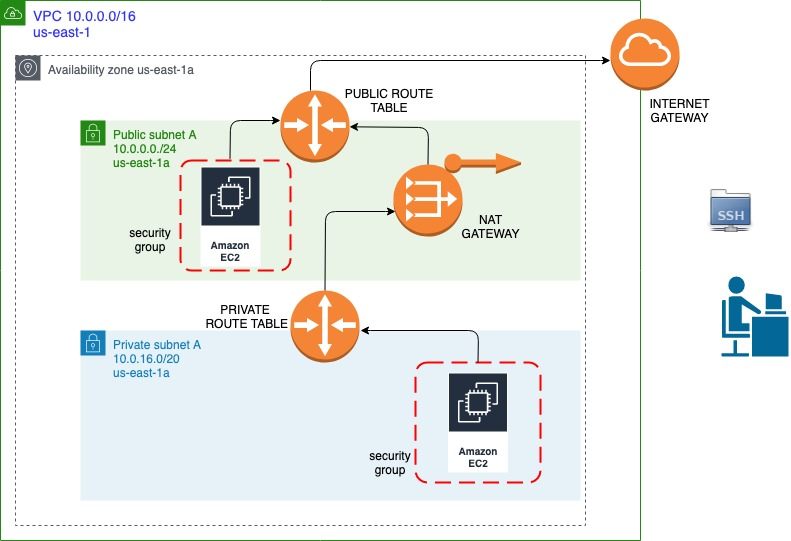 VPC 10.0.0.0/16
us-east-1
Availability zone us-east-1a
PUBLIC ROUTE
TABLE
INTERNET
GATEWAY
Public subnet A
10.0.0.0./24
us-east-1a
security
group
Amazon
EC2
NAT
GATEWAY
SSH
PRIVATE
ROUTE TABLE
Private subnet A
10.0.16.0/20
us-east-1a
security
group
Amazon
EC2